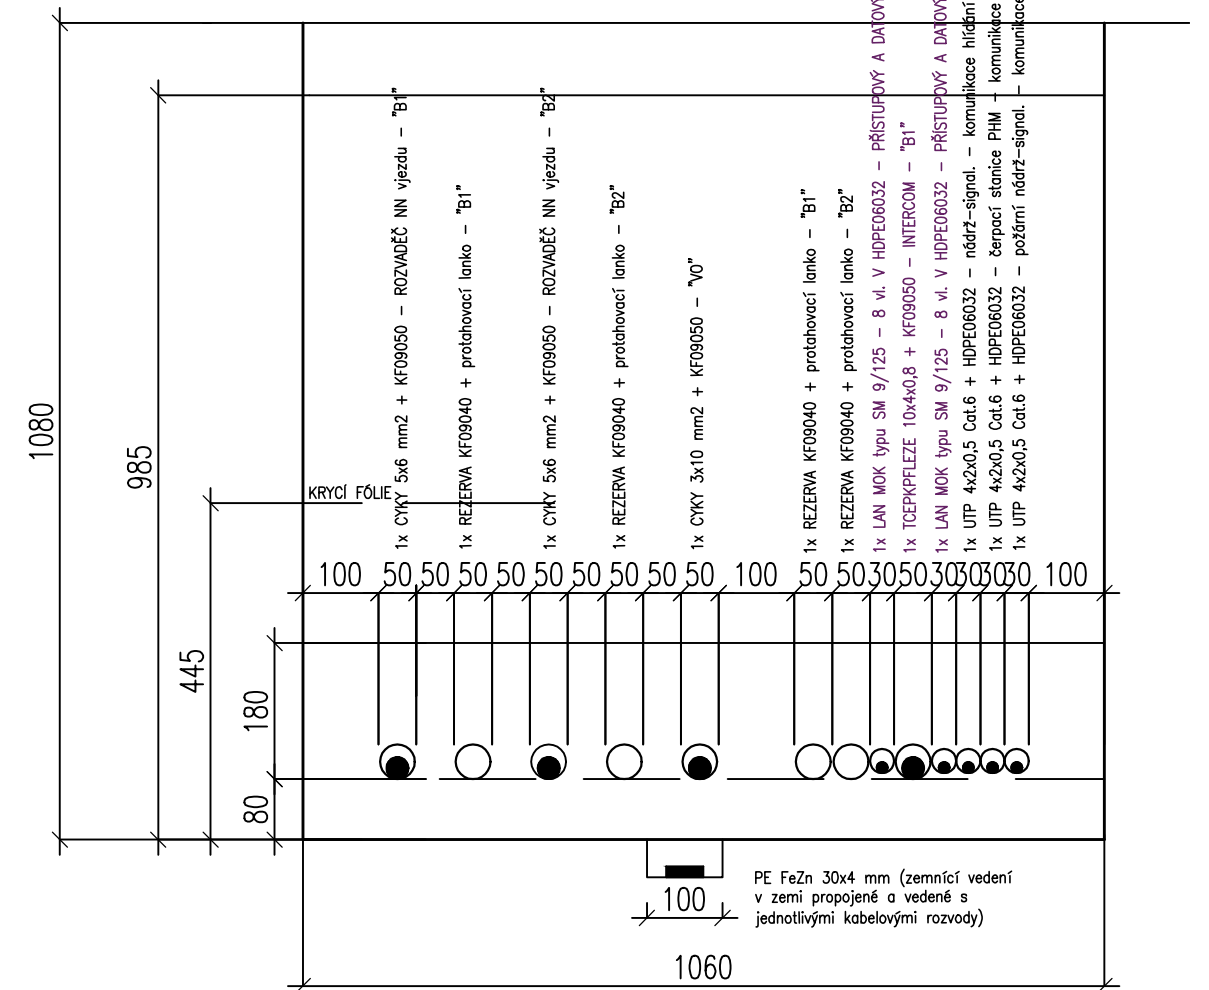 1x CYKY 5x6 mm2 + KF09050 - ROZVADĚČ NN vjezdu - "B1"
1x REZERVA KF09040 + protahovací lanko - "B1"
1x CYKY 5x6 mm2 + KF09050 - ROZVADĚČ NN vjezdu - "B2"
1x REZERVA KF09040 + protahovací lanko - "B2"
1x CYKY 3x10 mm2 + KF09050 - "VO"
1x REZERVA KF09040 + protahovací lanko - "B1"
1x REZERVA KF09040 + protahovací lanko - "B2"
1x LAN MOK typu SM 9/125 - 8 vl. V HDPE06032 - PŘÍSTUPOVÝ A DATOVÝ
1x TCEPKPFLEZE 10x4x0,8 + KF09050 - INTERCOM - "B1"
1x LAN MOK typu SM 9/125 - 8 vl. V HDPE06032 - PŘÍSTUPOVÝ A DATOVÝ
1x UTP 4x2x0,5 Cat.6 + HDPE06032 - nádrž-signal. - komunikace hlídání
1x UTP 4x2x0,5 Cat.6 + HDPE06032 - čerpací stanice PHM - komunikace
1x UTP 4x2x0,5 Cat.6 + HDPE06032 - požární nádrž-signal. - komunikace
1080
985
KRYCÍ FÓLIE
445
180
80
100 50 50 50 50 50 50 50 50 100 50 50 30 50 30 30 30 30 100
100
PE FeZn 30x4 mm (zemnící vedení
v zemi propojené a vedené s
jednotlivými kabelovými rozvody)
1060